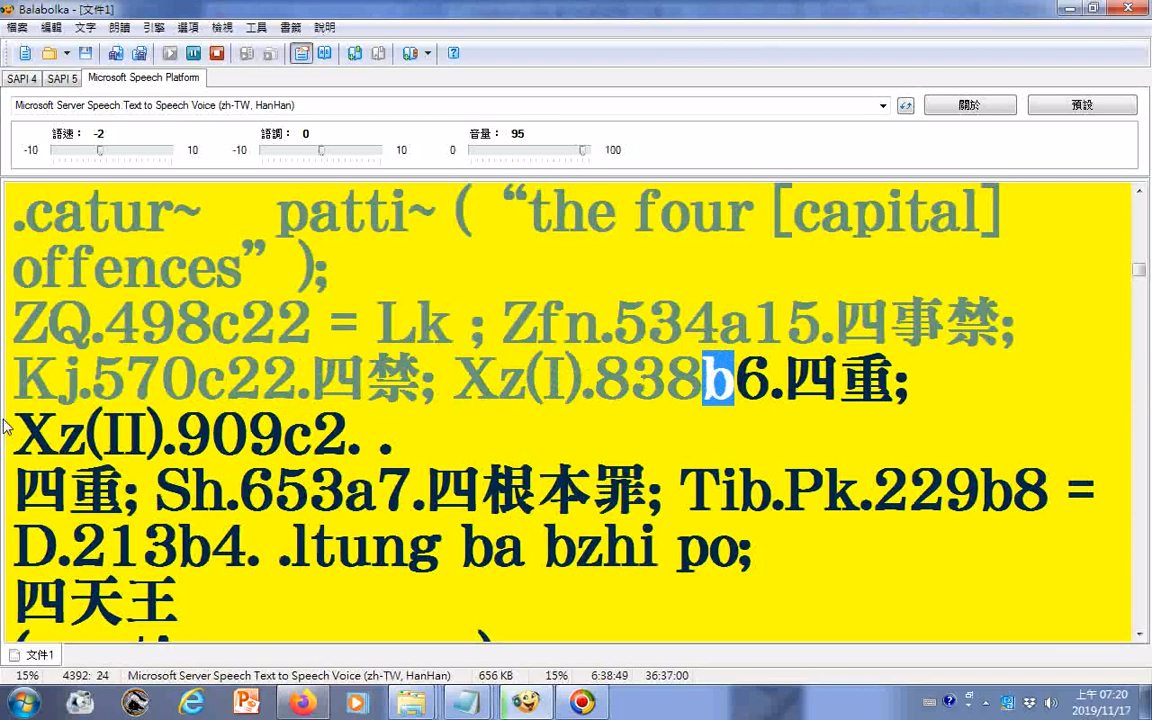 Balabolka - [文件1]
檔案 編輯 文字 朗讀 引擎 選項 檢視 工具 書籤 說明
SAPI 4 SAPI 5 Microsoft Speech Platform
Microsoft Server Speech Text to Speech Voice (zh-TW, HanHan) 關於 預設
語速： -2 語調： 0 音量： 95
-10 10 -10 10 0 100
.catur~ patti~ ( “the four [capital]
offences” );
ZQ.498c22 = Lk ; Zfn.534a15.四事禁;
Kj.570c22.四禁; Xz(I).838b6.四重;
Xz(II).909c2. .
四重; Sh.653a7.四根本罪; Tib.Pk.229b8 =
D.213b4. .ltung ba bzhi po;
四天王
文件1
15% 4392: 24 Microsoft Server Speech Text to Speech Voice (zh-TW, HanHan) 656 KB 15% 6:38:49 36:37:00
上午 07:20
2019/11/17